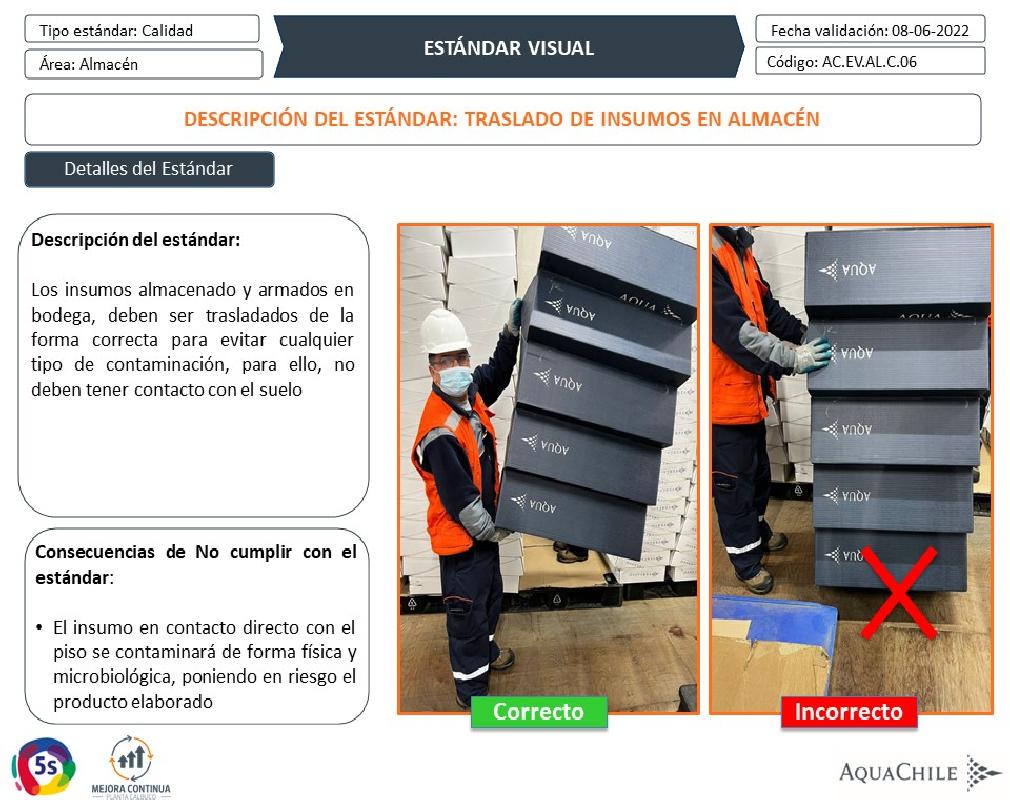 Tipo estándar: Calidad
Área: Almacén
ESTÁNDAR VISUAL
Fecha validación: 08-06-2022
Código: AC.EV.AL.C.06
DESCRIPCIÓN DEL ESTÁNDAR: TRASLADO DE INSUMOS EN ALMACÉN
Detalles del Estándar
Descripción del estándar:
Los insumos almacenado y armados en
bodega, deben ser trasladados de la
forma correcta para evitar cualquier
tipo de contaminación, para ello, no
deben tener contacto con el suelo
Consecuencias de No cumplir con el
estándar:
• El insumo en contacto directo con el
piso se contaminará de forma física y
microbiológica, poniendo en riesgo el
producto elaborado
AQUA
AQUA
AQUA
AQUA
AQUA
AQUA
Correcto
AQUA
AQUA
AQUA
AQUA
AQUA
AQUA
Incorrecto
5s
MEJORA CONTINUA
PLANTA CALBUCO
AQUACHILE